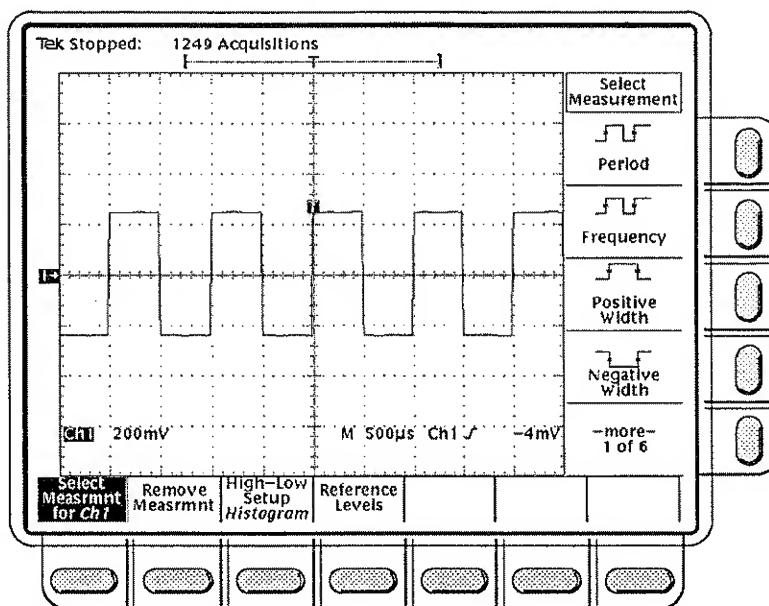 Tek Stopped: 1249 Acquisitions
Select
Measurement
Period
Frequency
Positive
Width
Negative
Width
-more-
1 of 6
T
1
Ch1 200mV M 500µs Ch1 -4mV
Select
Measrmnt
for Ch1
Remove
Measrmnt
High-Low
Setup
Histogram
Reference
Levels